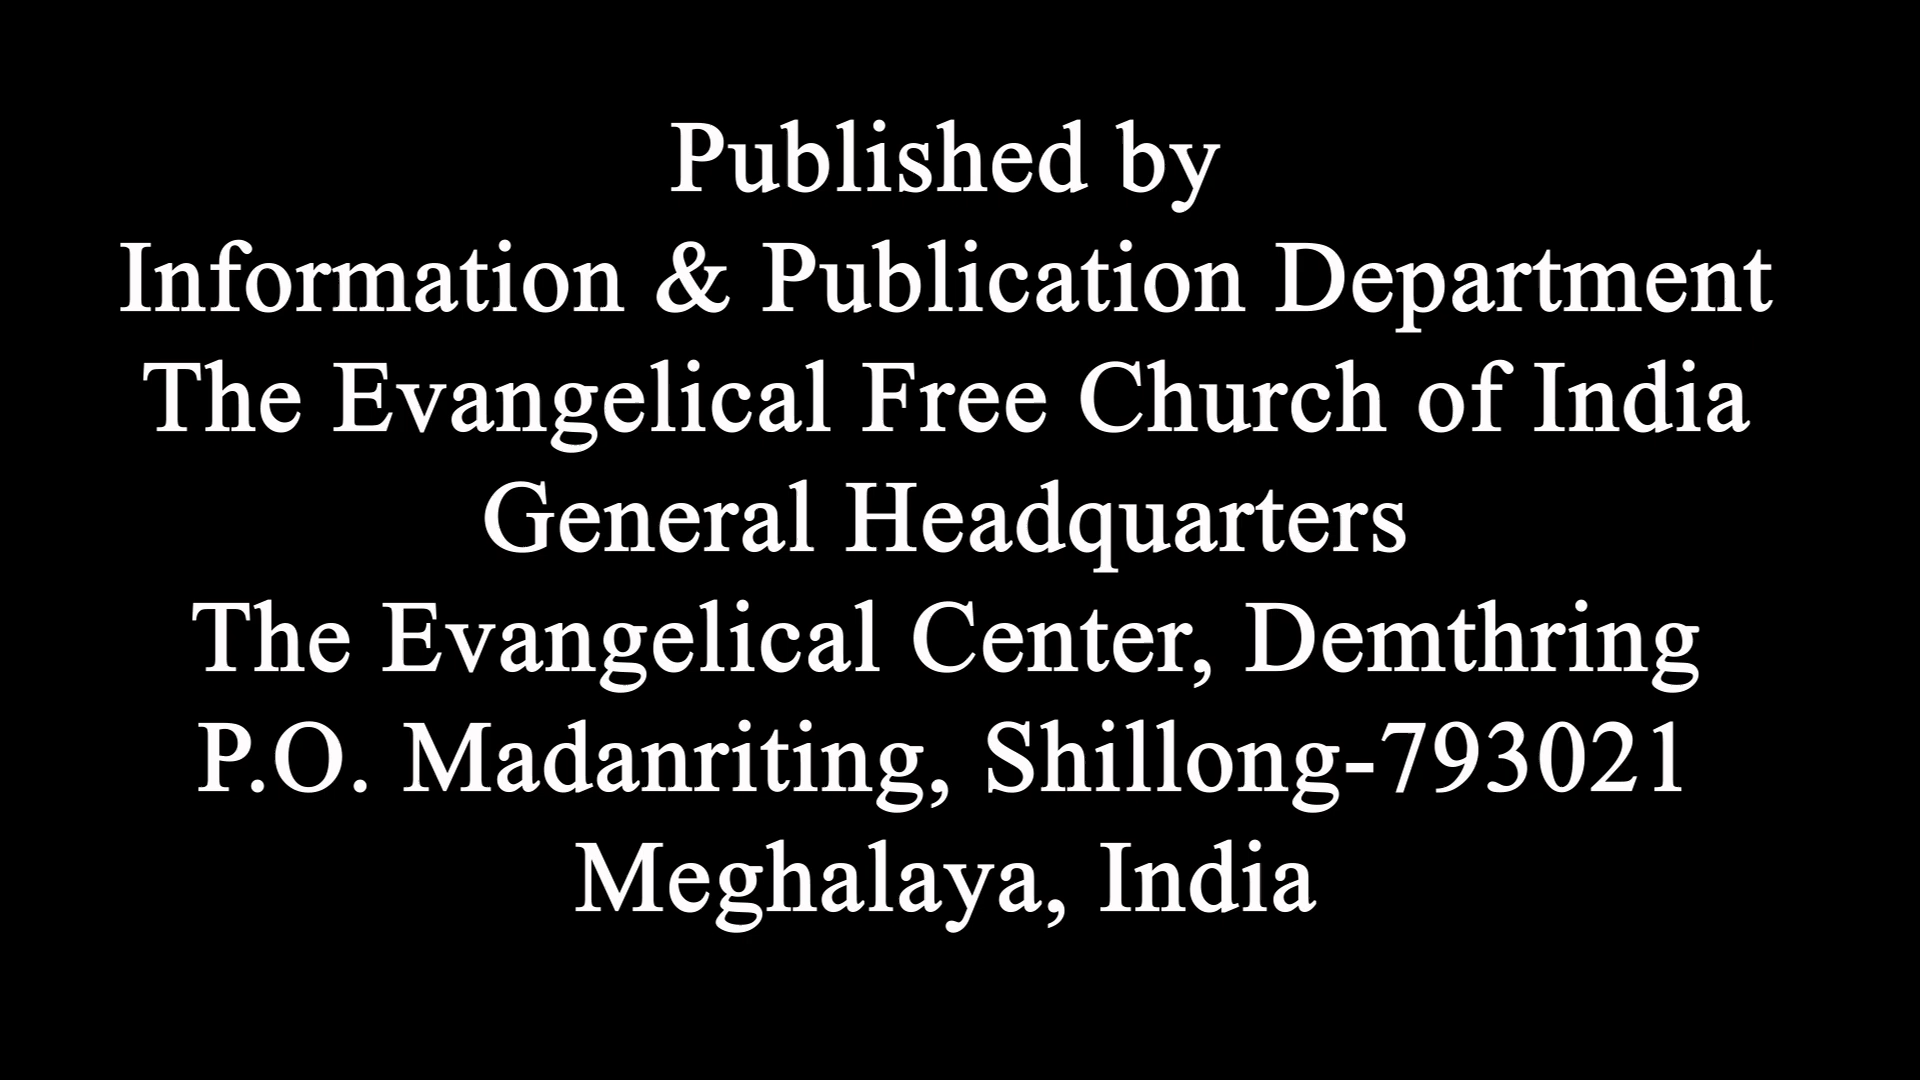 Published by
Information & Publication Department
The Evangelical Free Church of India
General Headquarters
The Evangelical Center, Demthring
P.O. Madanriting, Shillong-793021
Meghalaya, India